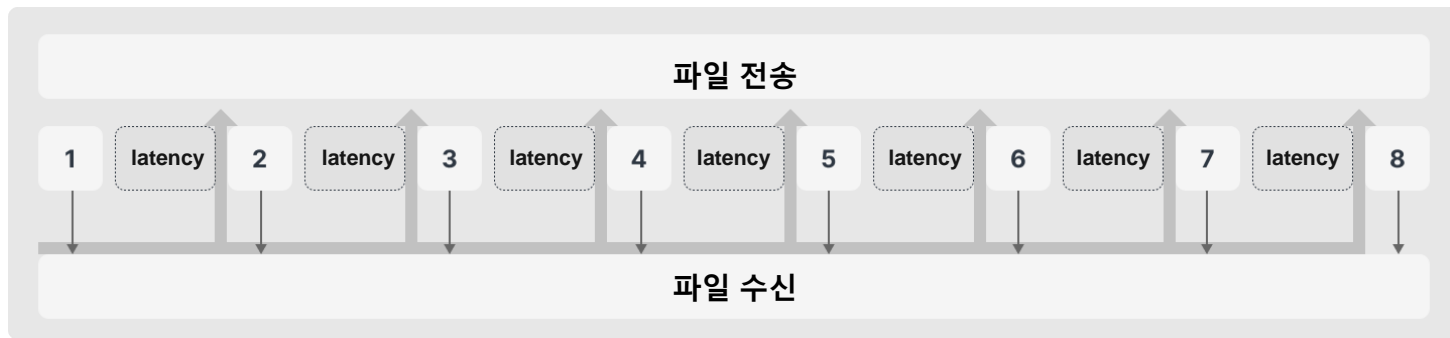 파일 전송
1 latency 2 latency 3 latency 4 latency 5 latency 6 latency 7 latency 8
파일 수신